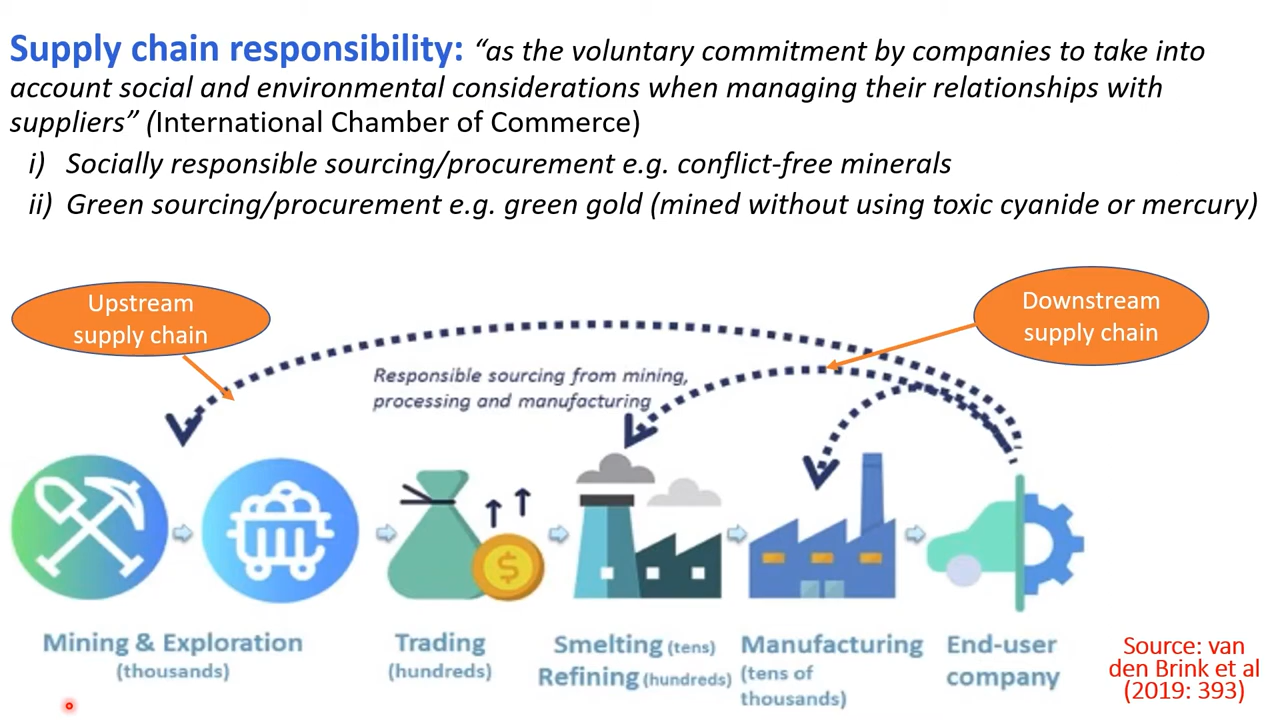 Supply chain responsibility: “as the voluntary commitment by companies to take into
account social and environmental considerations when managing their relationships with
suppliers” (International Chamber of Commerce)
i) Socially responsible sourcing/procurement e.g. conflict-free minerals
ii) Green sourcing/procurement e.g. green gold (mined without using toxic cyanide or mercury)
Upstream
supply chain
Downstream
supply chain
Responsible sourcing from mining,
processing and manufacturing
$
Mining & Exploration
(thousands)
Trading
(hundreds)
Smelting (tens)
Refining (hundreds)
Manufacturing
(tens of
thousands)
End-user
company
Source: van
den Brink et al
(2019: 393)